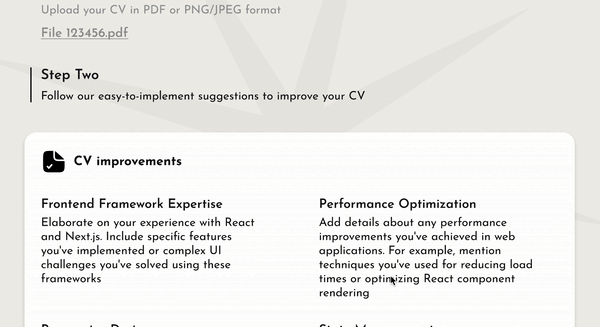 Upload your CV in PDF or PNG/JPEG format
File 123456.pdf
Step Two
Follow our easy-to-implement suggestions to improve your CV
CV improvements
Frontend Framework Expertise
Elaborate on your experience with React
and Next.js. Include specific features
you've implemented or complex UI
challenges you've solved using these
frameworks
Performance Optimization
Add details about any performance
improvements you've achieved in web
applications. For example, mention
techniques you've used for reducing load
times or optimizing React component
rendering